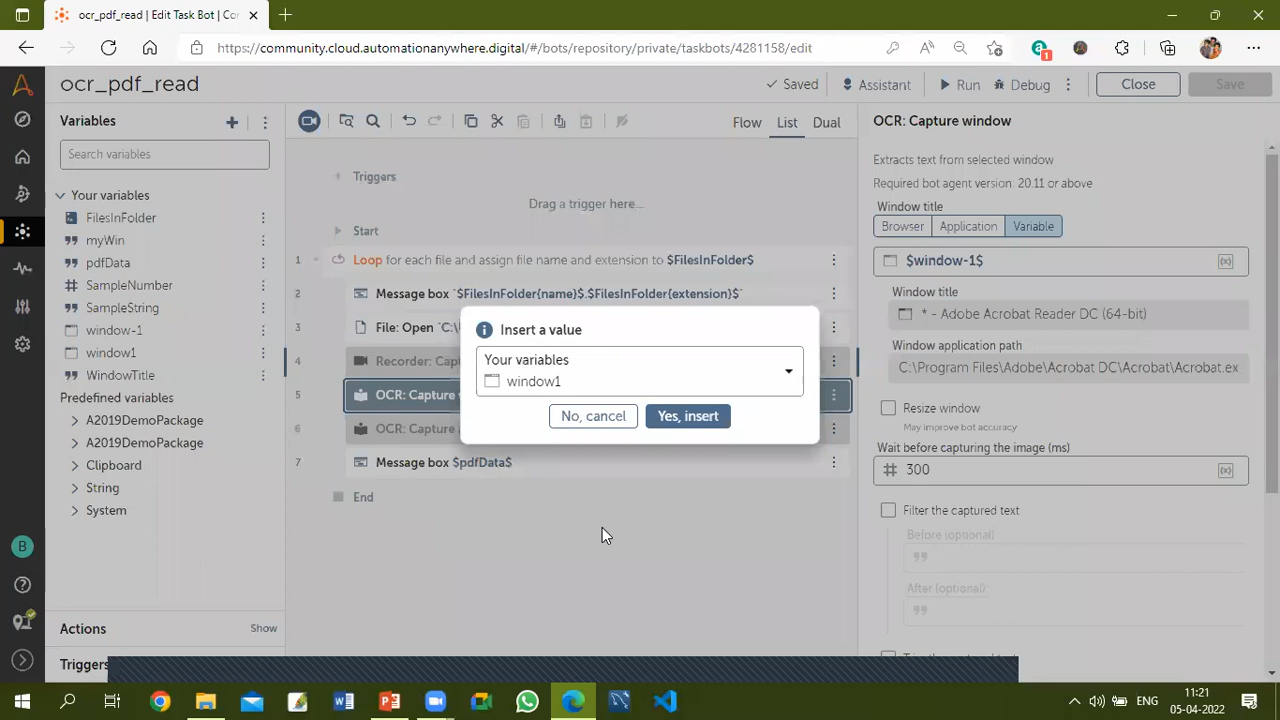 ocr_pdf_read | Edit Task Bot | Co
https://community.cloud.automationanywhere.digital/#/bots/repository/private/taskbots/4281158/edit
1
ocr_pdf_read
Saved
Assistant
Run
Debug
Close
Save
Variables
Flow
List
Dual
OCR: Capture window
Search variables
Triggers
Extracts text from selected window
Required bot agent version: 20.11 or above
Your variables
Drag a trigger here...
Window title
FilesInFolder
Start
Browser
Application
Variable
myWin
1
Loop for each file and assign file name and extension to $FilesInFolder$
$window-1$
pdfData
SampleNumber
2
Message box `$FilesInFolder{name}$.$FilesInFolder{extension}$`
Window title
SampleString
* - Adobe Acrobat Reader DC (64-bit)
window-1
3
File: Open
Insert a value
Window application path
window1
4
Recorder: Cap
Your variables
window1
C:\Program Files\Adobe\Acrobat DC\Acrobat\Acrobat.ex
WindowTitle
Predefined variables
5
OCR: Capture
Resize window
May improve bot accuracy
A2019DemoPackage
No, cancel
Yes, insert
A2019DemoPackage
6
OCR: Capture
Wait before capturing the image (ms)
300
Clipboard
7
Message box $pdfData$
String
End
System
Filter the captured text
Before (optional)
B
After (optional)
Actions
Show
Triggers
ENG
11:21
05-04-2022